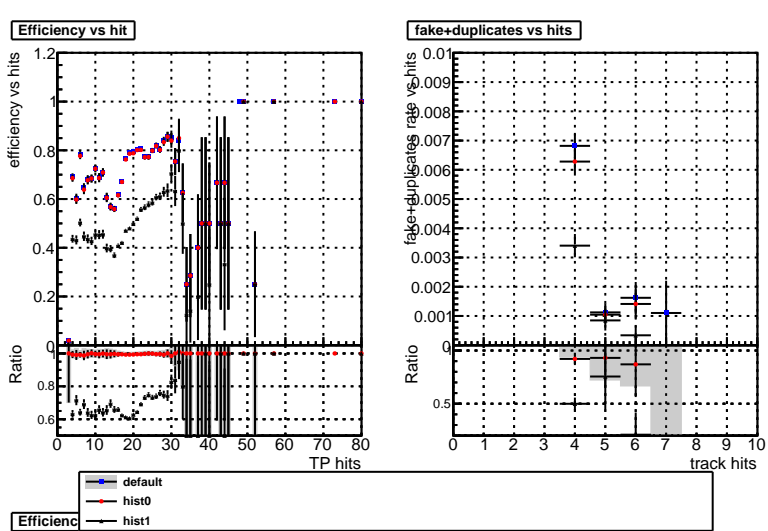 Efficiency vs hit
efficiency vs hits
1.2
1
0.8
0.6
0.4
0.2
0
Ratio
1
0.8
0.6
0 10 20 30 40 50 60 70 80
TP hits
fake+duplicates vs hits
fake+duplicates rate vs hits
0.01
0.009
0.008
0.007
0.006
0.005
0.004
0.003
0.002
0.001
0
Ratio
1
0.5
0 1 2 3 4 5 6 7 8 9 10
track hits
default
hist0
hist1
Efficienc